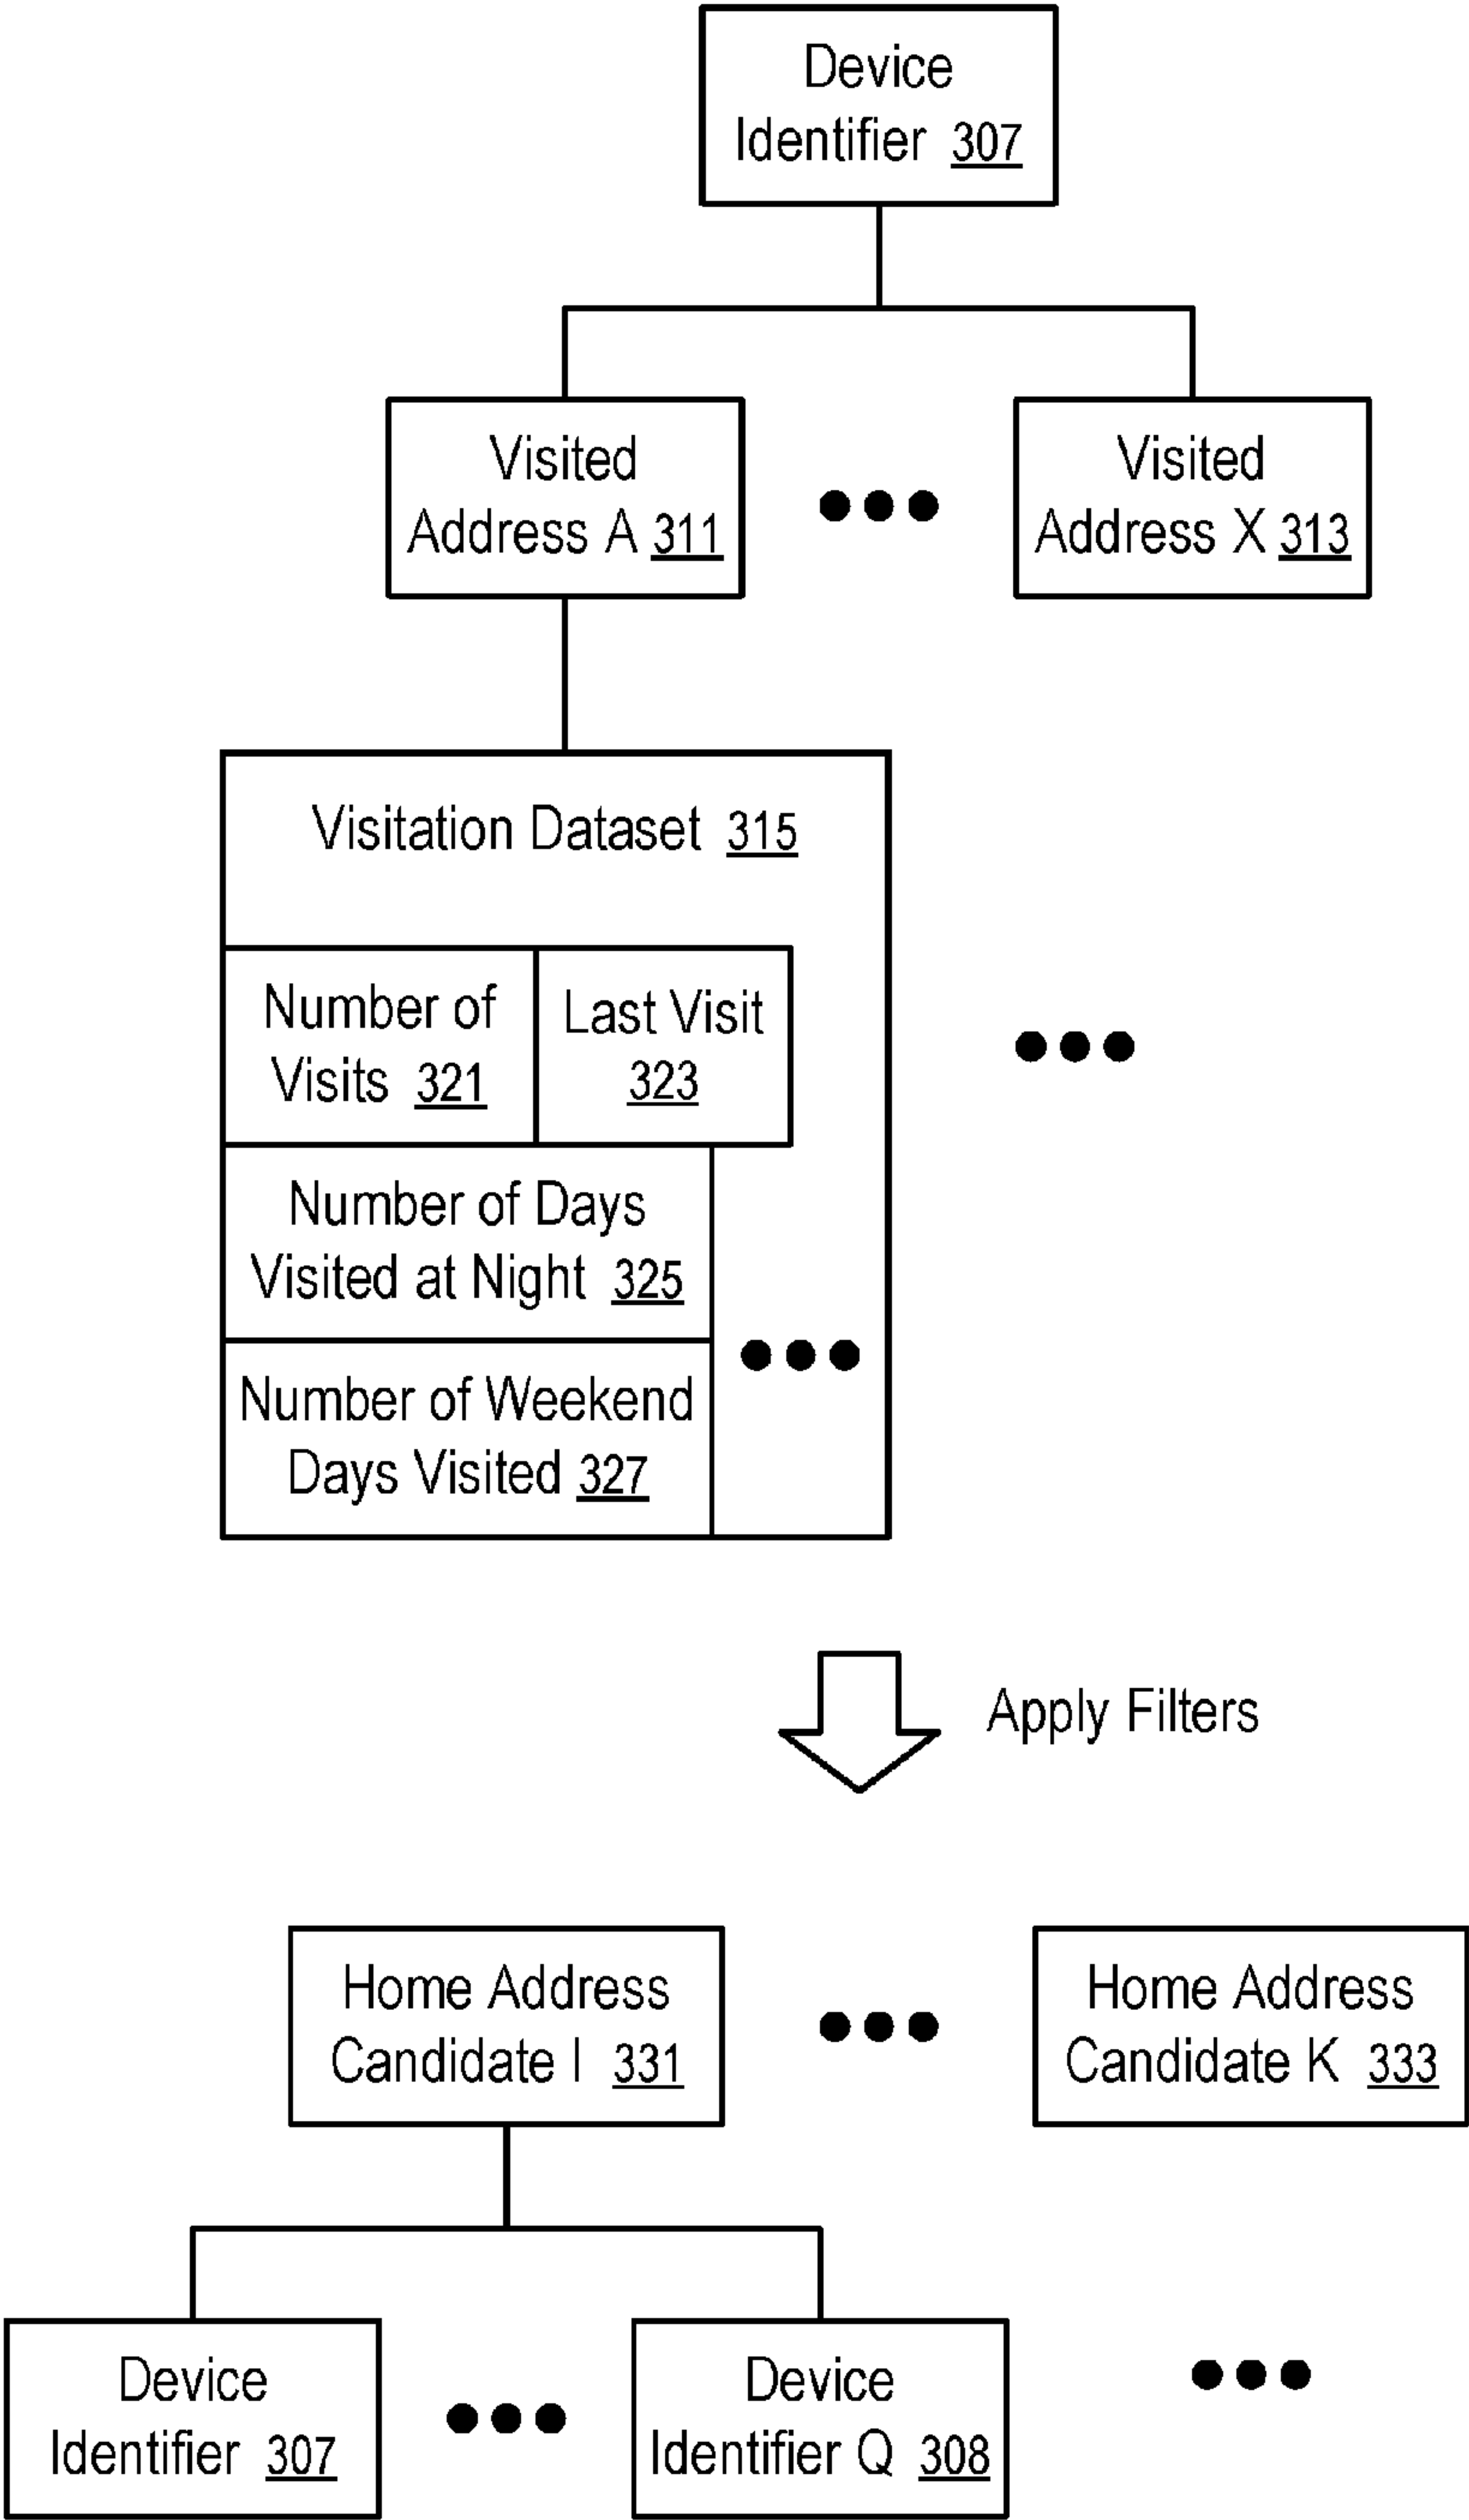 Device
Identifier 307
Visited
Address A 311
Visited
Address X 313
Visitation Dataset 315
Number of
Visits 321
Last Visit
323
Number of Days
Visited at Night 325
Number of Weekend
Days Visited 327
Apply Filters
Home Address
Candidate I 331
Home Address
Candidate K 333
Device
Identifier 307
Device
Identifier Q 308